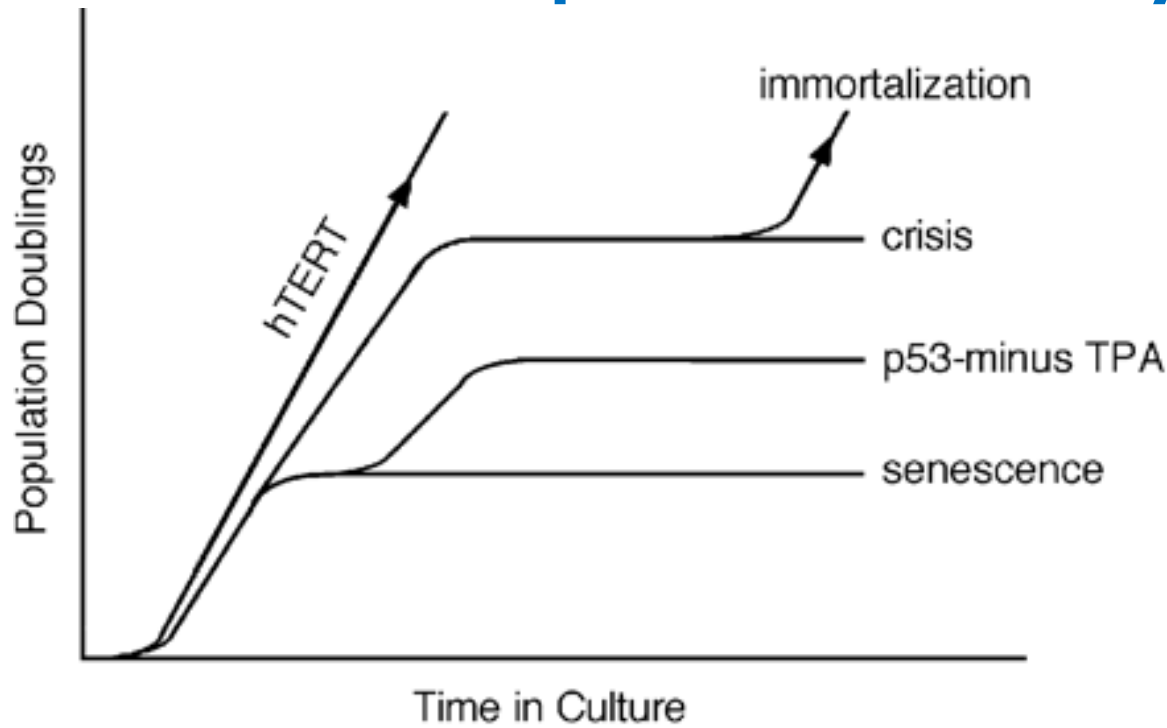 immortalization
hTERT
crisis
p53-minus TPA
senescence
Population Doublings
Time in Culture